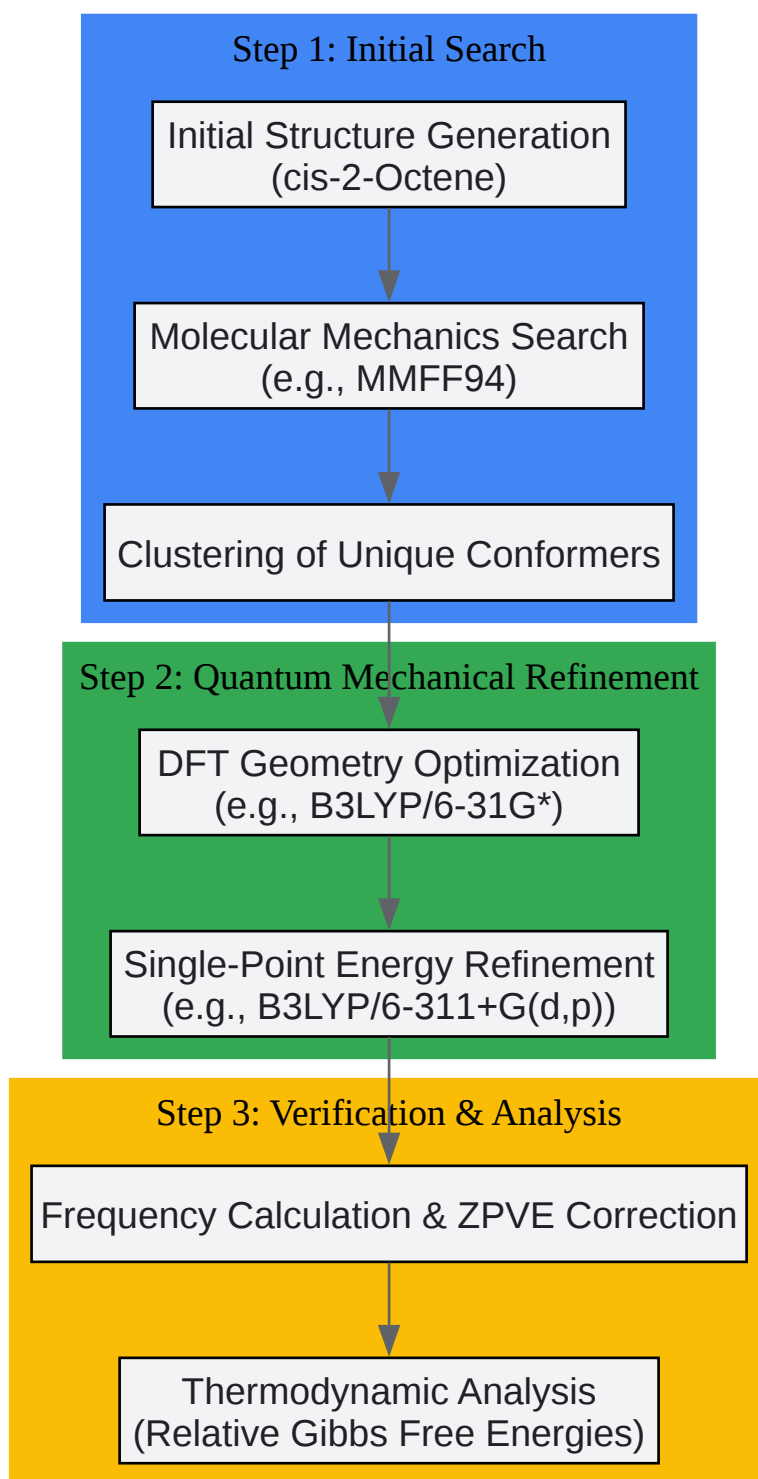 Step 1: Initial Search
Initial Structure Generation
(cis-2-Octene)
Molecular Mechanics Search
(e.g., MMFF94)
Clustering of Unique Conformers
Step 2: Quantum Mechanical Refinement
DFT Geometry Optimization
(e.g., B3LYP/6-31G*)
Single-Point Energy Refinement
(e.g., B3LYP/6-311+G(d,p))
Step 3: Verification & Analysis
Frequency Calculation & ZPVE Correction
Thermodynamic Analysis
(Relative Gibbs Free Energies)